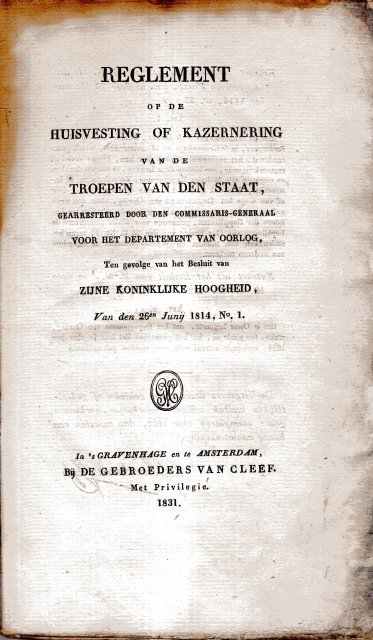 REGLEMENT
OP DE
HUISVESTING OF KAZERNERING
VAN DE
TROEPEN VAN DEN STAAT,
GEARRESTEERD DOOR DEN COMMISSARIS-GENERAAL
VOOR HET DEPARTEMENT VAN OORLOG,
Ten gevolge van het Besluit van
ZIJNE KONINKLIJKE HOOGHEID,
Van den 26en Junij 1814, No. 1.
In 's GRAVENHAGE en te AMSTERDAM,
Bij DE GEBROEDERS VAN CLEEF.
Met Privilegie.
1831.